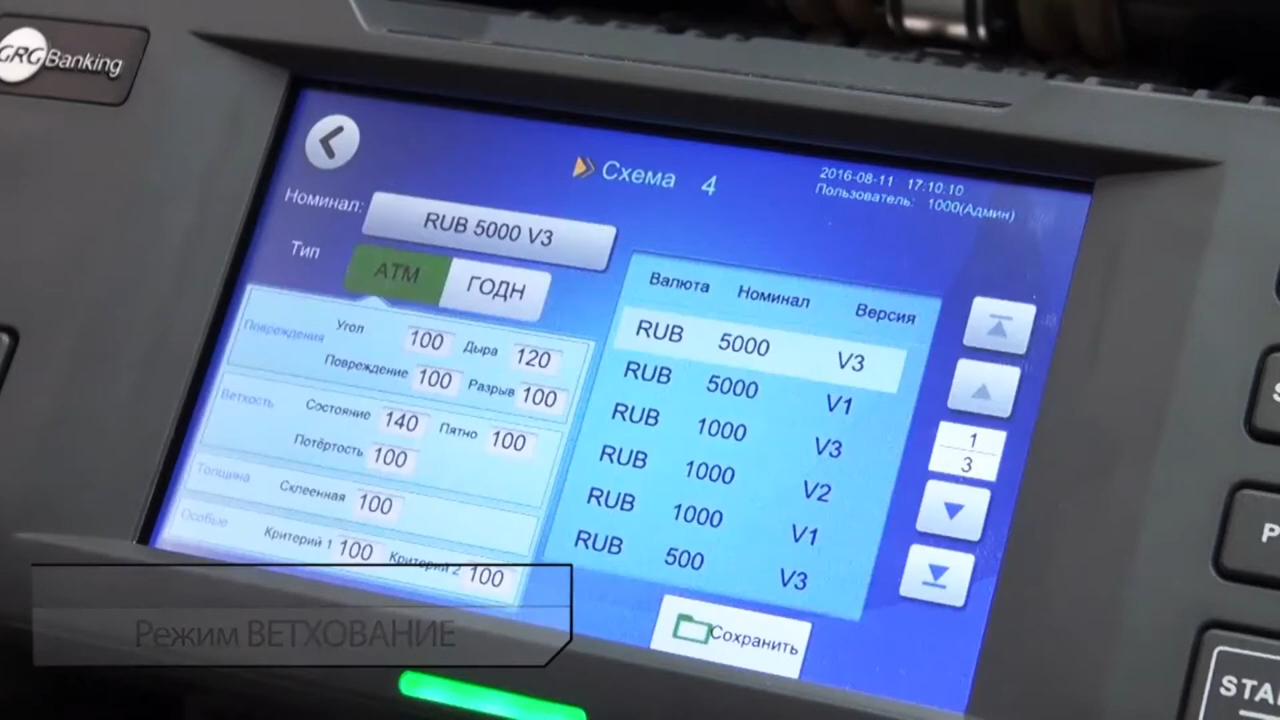 GRG Banking
Схема 4
2016-08-11 17:10:10
Пользователь: 1000(Админ)
Номинал: RUB 5000 V3
Тип АТМ ГОДН
Повреждения Угол 100 Дыра 120
Повреждение 100 Разрыв 100
Ветхость Состояние 140 Пятно 100
Потёртость 100
Толщина Склеенная 100
Особые Критерий 1 100 Критерий 2 100
Валюта Номинал Версия
RUB 5000 V3
RUB 5000 V1
RUB 1000 V3
RUB 1000 V2
RUB 1000 V1
RUB 500 V3
1
3
Сохранить
Режим ВЕТХОВАНИЕ
STA